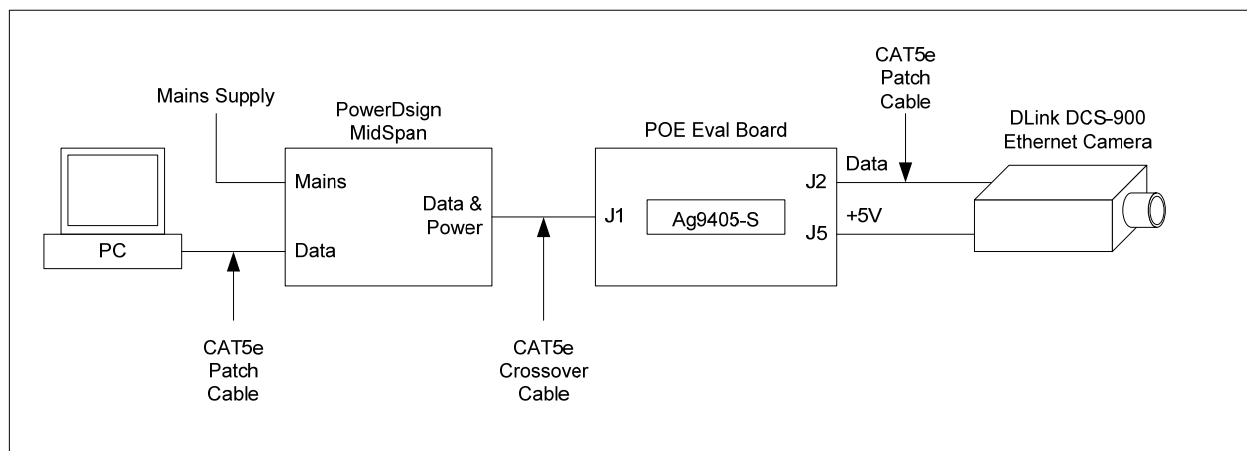 Mains Supply
PowerDsign
MidSpan
Mains
Data &
Power
Data
PC
CAT5e
Patch
Cable
CAT5e
Crossover
Cable
POE Eval Board
J1
Ag9405-S
J2
J5
Data
+5V
CAT5e
Patch
Cable
DLink DCS-900
Ethernet Camera